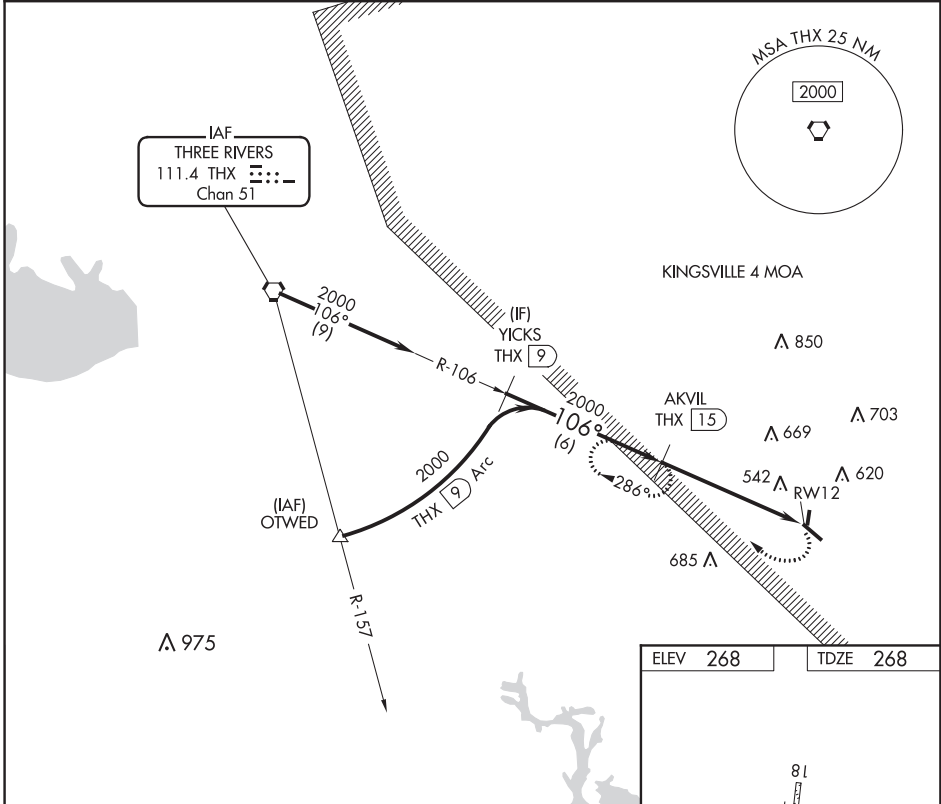 MSA THX 25 NM
2000
IAF
THREE RIVERS
111.4 THX
Chan 51
KINGSVILLE 4 MOA
2000
106°
(9)
(IF)
YICKS
THX 9
R-106
850
2000
106°
(6)
AKVIL
THX 15
703
669
2000
THX 9 Arc
286°
542
620
RW12
(IAF)
OTWED
685
R-157
975
ELEV 268
TDZE 268
18